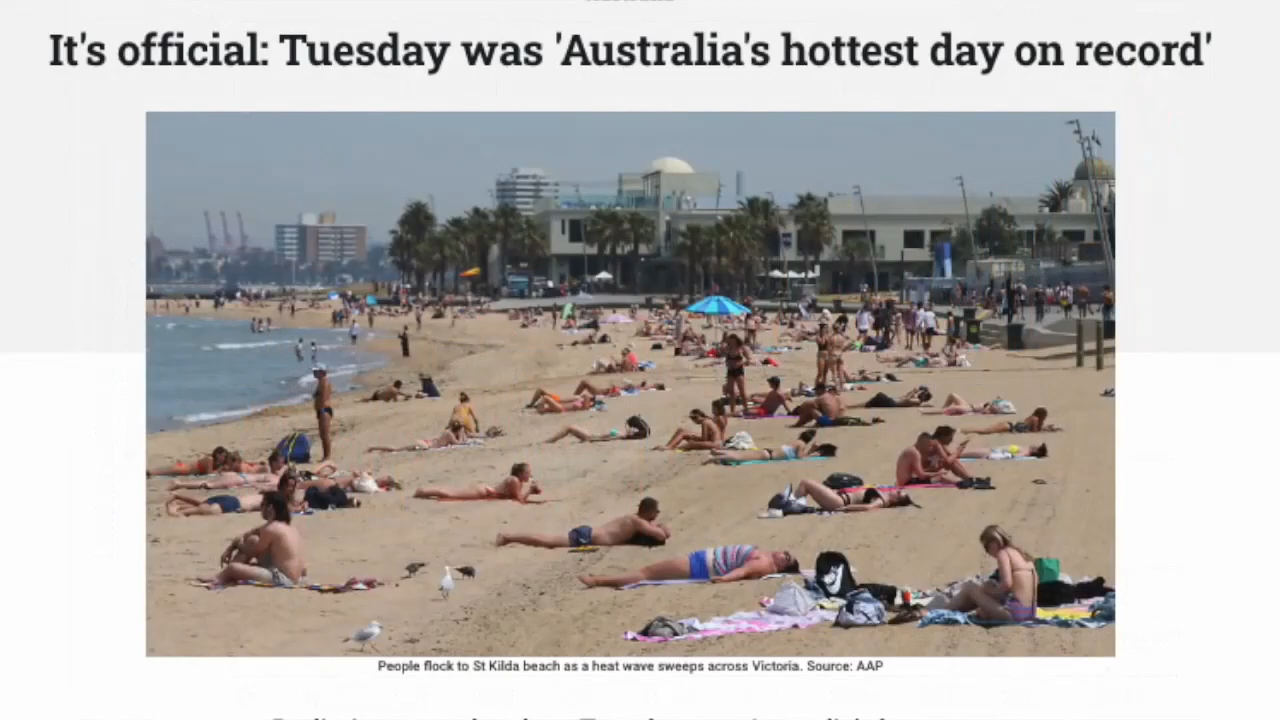 It's official: Tuesday was 'Australia's hottest day on record'
People flock to St Kilda beach as a heat wave sweeps across Victoria. Source: AAP